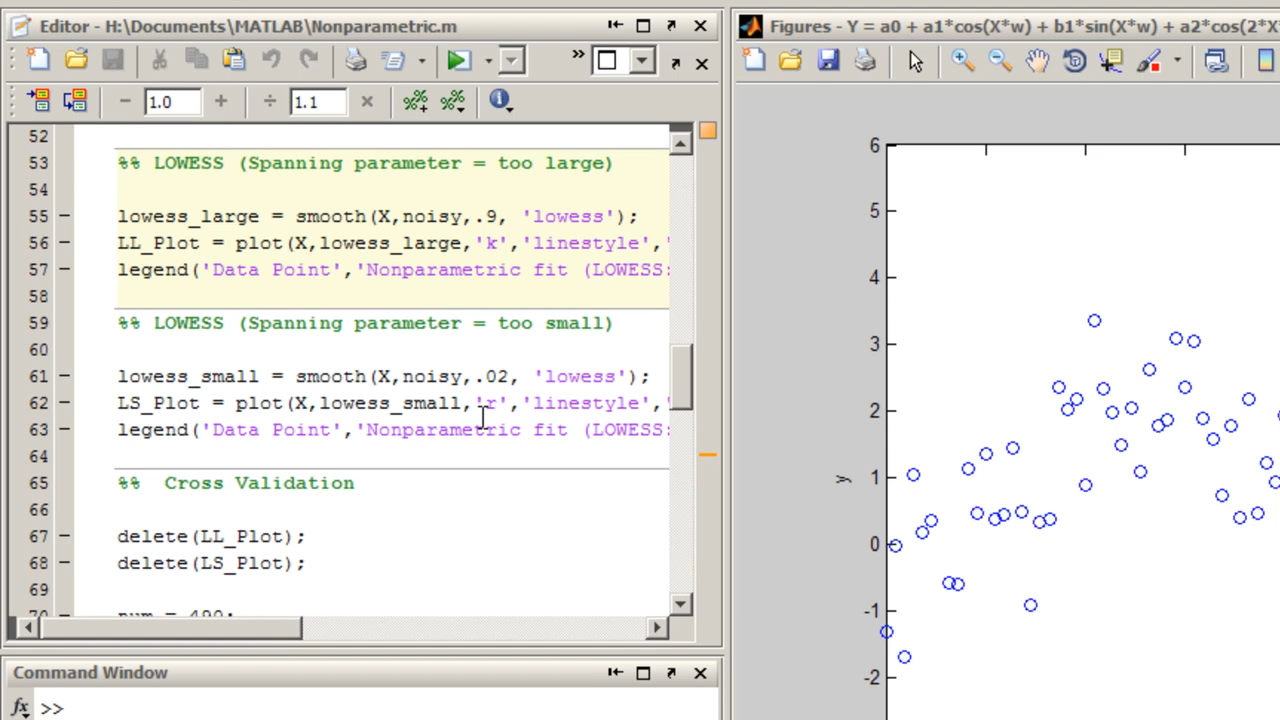 Editor - H:\Documents\MATLAB\Nonparametric.m
»
1.0
1.1
52
53 %% LOWESS (Spanning parameter = too large)
54
55 lowess_large = smooth(X,noisy,.9, 'lowess');
56 LL_Plot = plot(X,lowess_large,'k','linestyle','
57 legend('Data Point','Nonparametric fit (LOWESS:
58
59 %% LOWESS (Spanning parameter = too small)
60
61 lowess_small = smooth(X,noisy,.02, 'lowess');
62 LS_Plot = plot(X,lowess_small,'r','linestyle','
63 legend('Data Point','Nonparametric fit (LOWESS:
64
65 %%  Cross Validation
66
67 delete(LL_Plot);
68 delete(LS_Plot);
69
70 num = 490;
Command Window
fx >>
Figures - Y = a0 + a1*cos(X*w) + b1*sin(X*w) + a2*cos(2*X
6
5
4
3
2
1
0
-1
-2
y